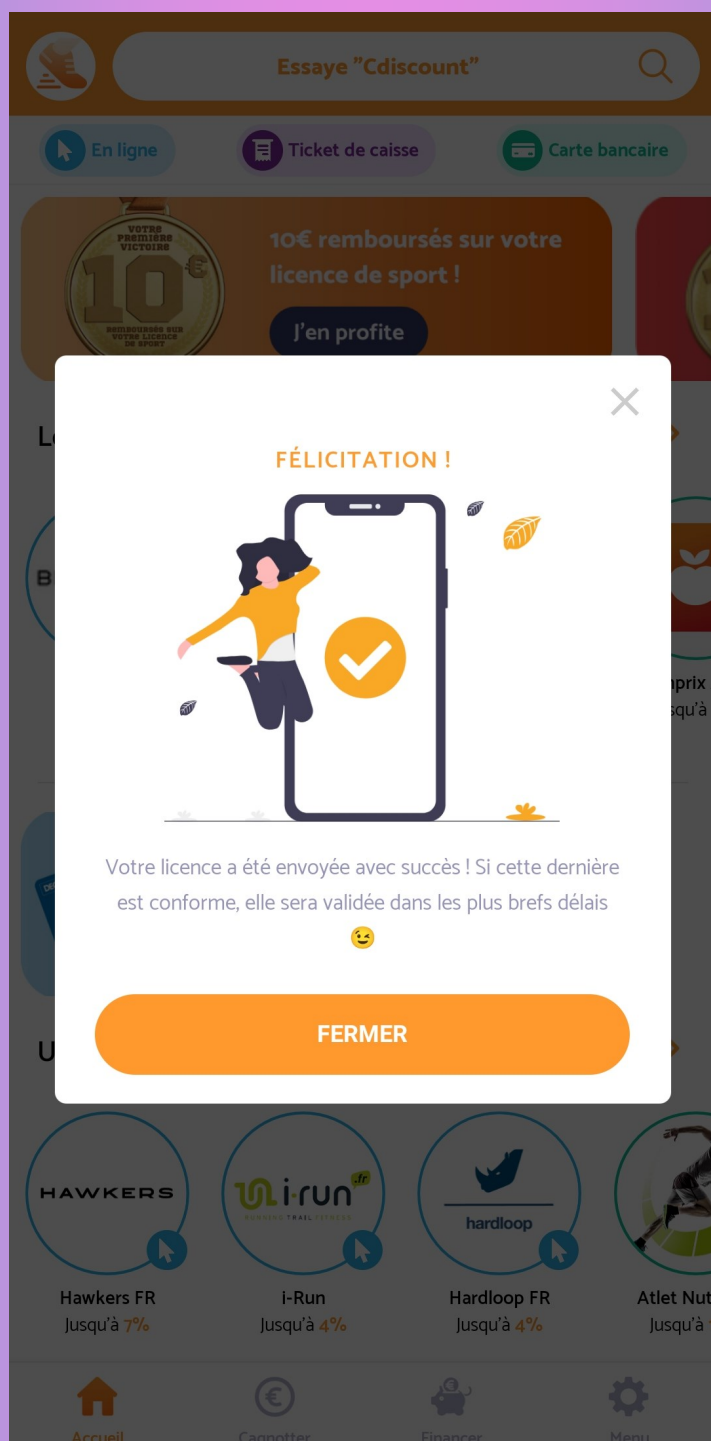 Essaye "Cdiscount"
En ligne
Ticket de caisse
Carte bancaire
VOTRE
PREMIÈRE
VICTOIRE
10€
REMBOURSÉS SUR
VOTRE LICENCE
DE SPORT
10€ remboursés sur votre
licence de sport !
J'en profite
FÉLICITATION !
Votre licence a été envoyée avec succès ! Si cette dernière
est conforme, elle sera validée dans les plus brefs délais
😉
FERMER
HAWKERS
i-run.fr
RUNNING TRAIL FITNESS
hardloop
Hawkers FR
Jusqu'à 7%
i-Run
Jusqu'à 4%
Hardloop FR
Jusqu'à 4%
Atlet Nut
Jusqu'à
Accueil
Cagnotter
Financer
Menu